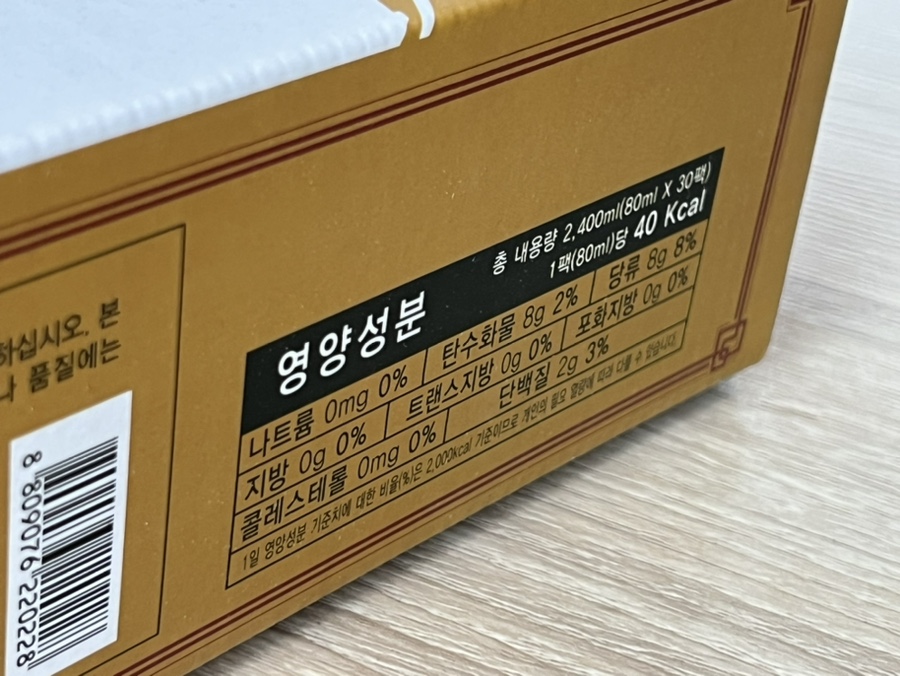 하십시오. 본
나 품질에는
8 809076 220228
영양성분
총 내용량 2,400ml(80ml X 30팩)
1팩(80ml)당 40 Kcal
나트륨 0mg 0% 탄수화물 8g 2% 당류 8g 8%
지방 0g 0% 트랜스지방 0g 0% 포화지방 0g 0%
콜레스테롤 0mg 0% 단백질 2g 3%
1일 영양성분 기준치에 대한 비율(%)은 2,000kcal 기준이므로 개인의 필요 열량에 따라 다를 수 있습니다.